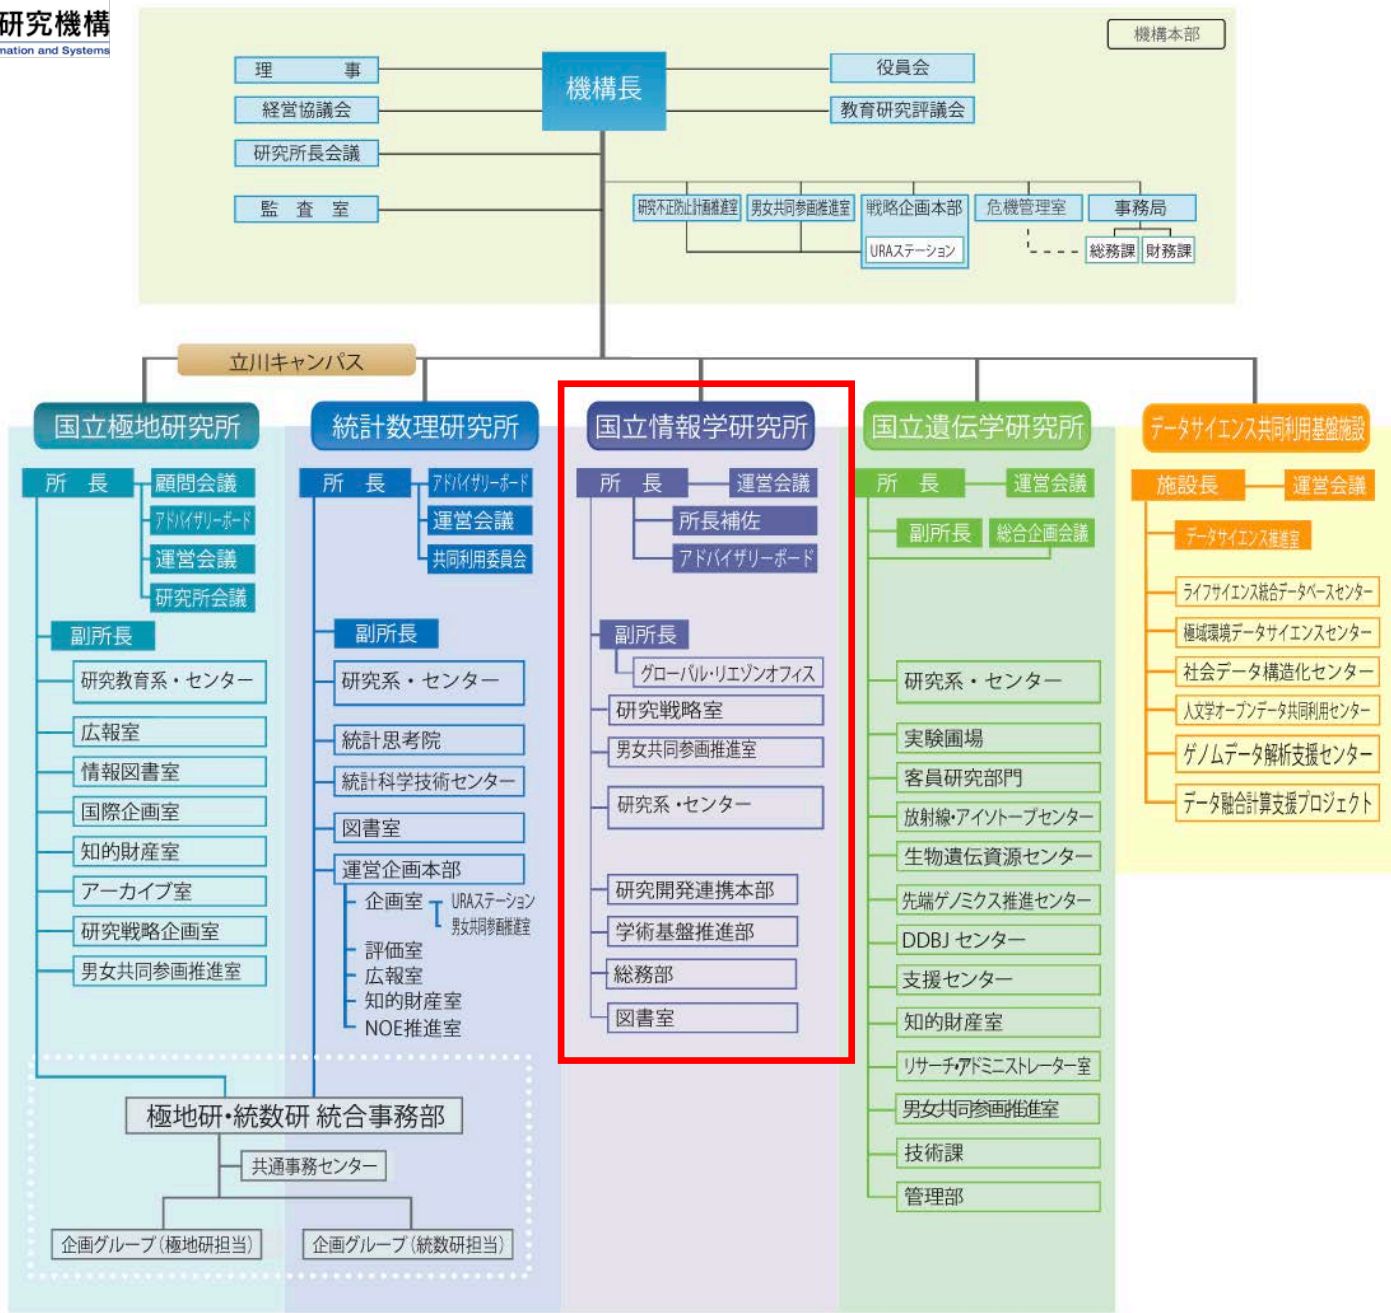 研究機構
mation and Systems
機構本部
機構長
理　事
経営協議会
研究所長会議
監 査 室
役員会
教育研究評議会
研究不正防止計画推進室
男女共同参画推進室
戦略企画本部
URAステーション
危機管理室
事務局
総務課
財務課
立川キャンパス
国立極地研究所
所 長
顧問会議
アドバイザリーボード
運営会議
研究所会議
副所長
研究教育系・センター
広報室
情報図書室
国際企画室
知的財産室
アーカイブ室
研究戦略企画室
男女共同参画推進室
統計数理研究所
所 長
アドバイザリーボード
運営会議
共同利用委員会
副所長
研究系・センター
統計思考院
統計科学技術センター
図書室
運営企画本部
企画室
URAステーション
男女共同参画推進室
評価室
広報室
知的財産室
NOE推進室
極地研・統数研 統合事務部
共通事務センター
企画グループ(極地研担当)
企画グループ(統数研担当)
国立情報学研究所
所 長
運営会議
所長補佐
アドバイザリーボード
副所長
グローバル・リエゾンオフィス
研究戦略室
男女共同参画推進室
研究系・センター
研究開発連携本部
学術基盤推進部
総務部
図書室
国立遺伝学研究所
所 長
運営会議
副所長
総合企画会議
研究系・センター
実験圃場
客員研究部門
放射線・アイソトープセンター
生物遺伝資源センター
先端ゲノミクス推進センター
DDBJ センター
支援センター
知的財産室
リサーチ・アドミニストレーター室
男女共同参画推進室
技術課
管理部
データサイエンス共同利用基盤施設
施設長
運営会議
データサイエンス推進室
ライフサイエンス統合データベースセンター
極域環境データサイエンスセンター
社会データ構造化センター
人文学オープンデータ共同利用センター
ゲノムデータ解析支援センター
データ融合計算支援プロジェクト